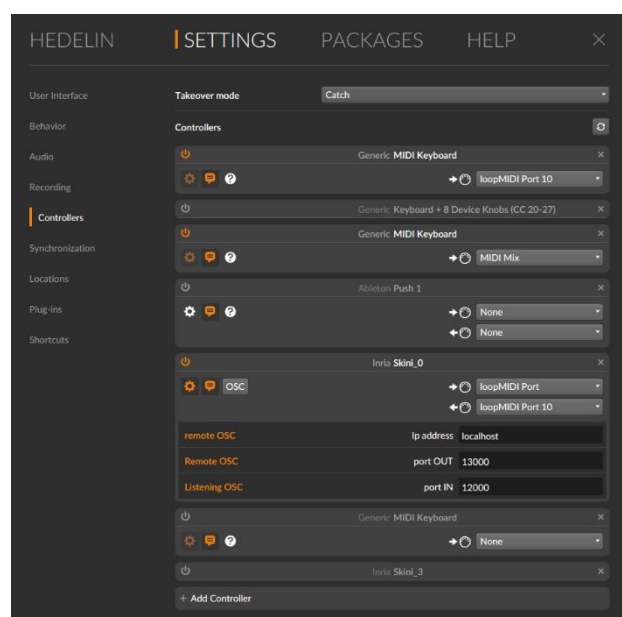 HEDELIN SETTINGS PACKAGES HELP
User Interface
Behavior
Audio
Recording
Controllers
Synchronization
Locations
Plug-ins
Shortcuts
Takeover mode Catch
Controllers
Generic MIDI Keyboard
? loopMIDI Port 10
Generic Keyboard + 8 Device Knobs (CC 20-27)
Generic MIDI Keyboard
? MIDI Mix
Ableton Push 1
? None
None
Inria Skini_0
OSC loopMIDI Port
loopMIDI Port 10
remote OSC Ip address localhost
Remote OSC port OUT 13000
Listening OSC port IN 12000
Generic MIDI Keyboard
? None
Inria Skini_3
+ Add Controller